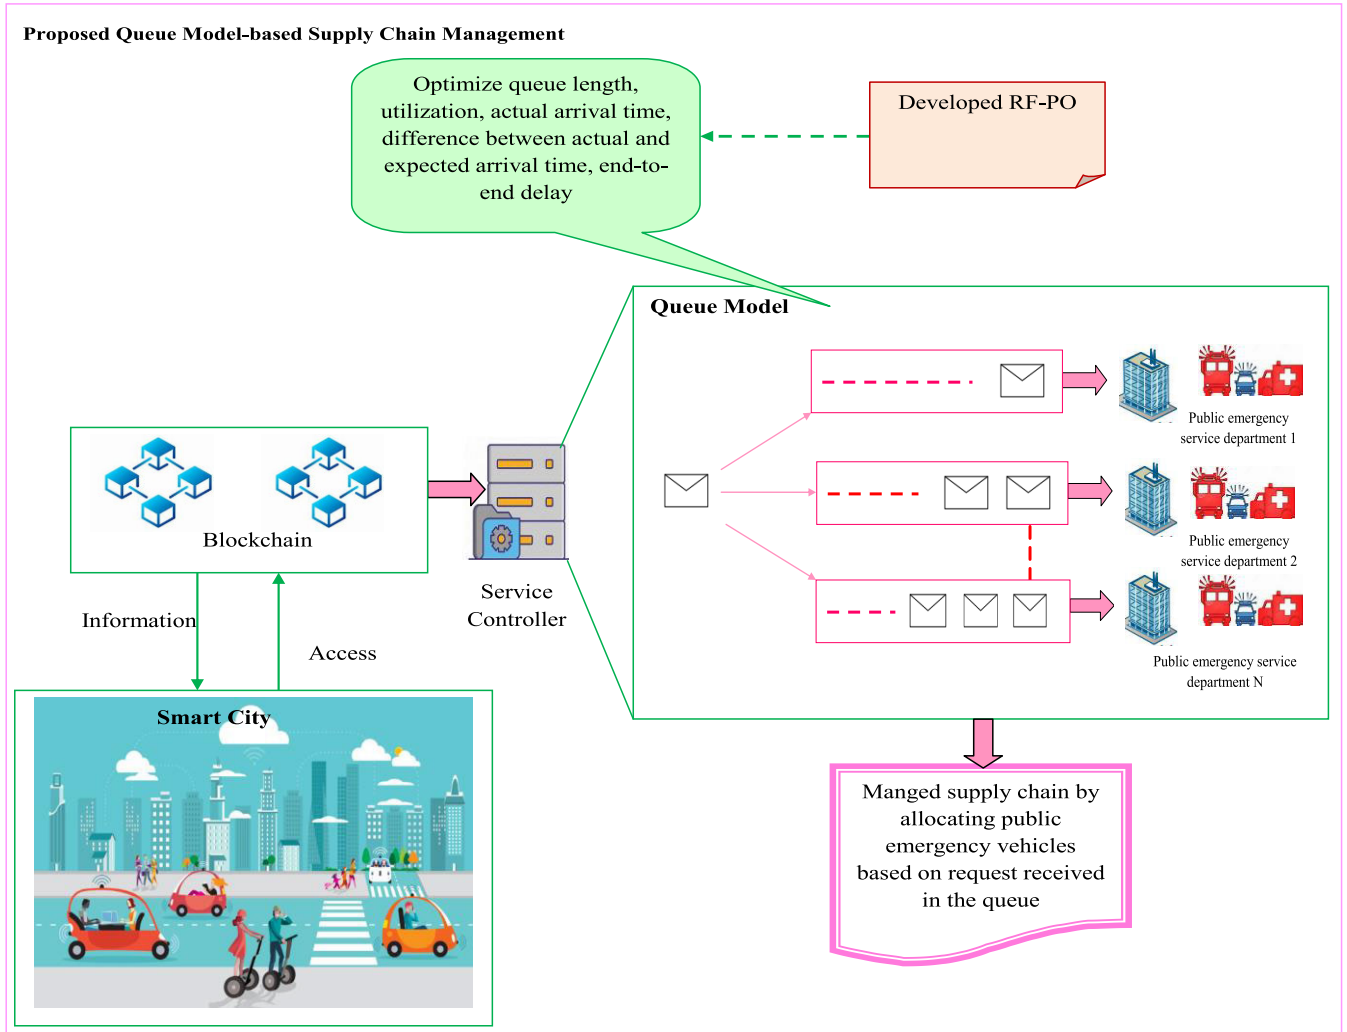 Proposed Queue Model-based Supply Chain Management
Optimize queue length,
utilization, actual arrival time,
difference between actual and
expected arrival time, end-to-
end delay
Developed RF-PO
Queue Model
Public emergency
service department 1
Public emergency
service department 2
Public emergency service
department N
Blockchain
Service
Controller
Information
Access
Smart City
Manged supply chain by
allocating public
emergency vehicles
based on request received
in the queue